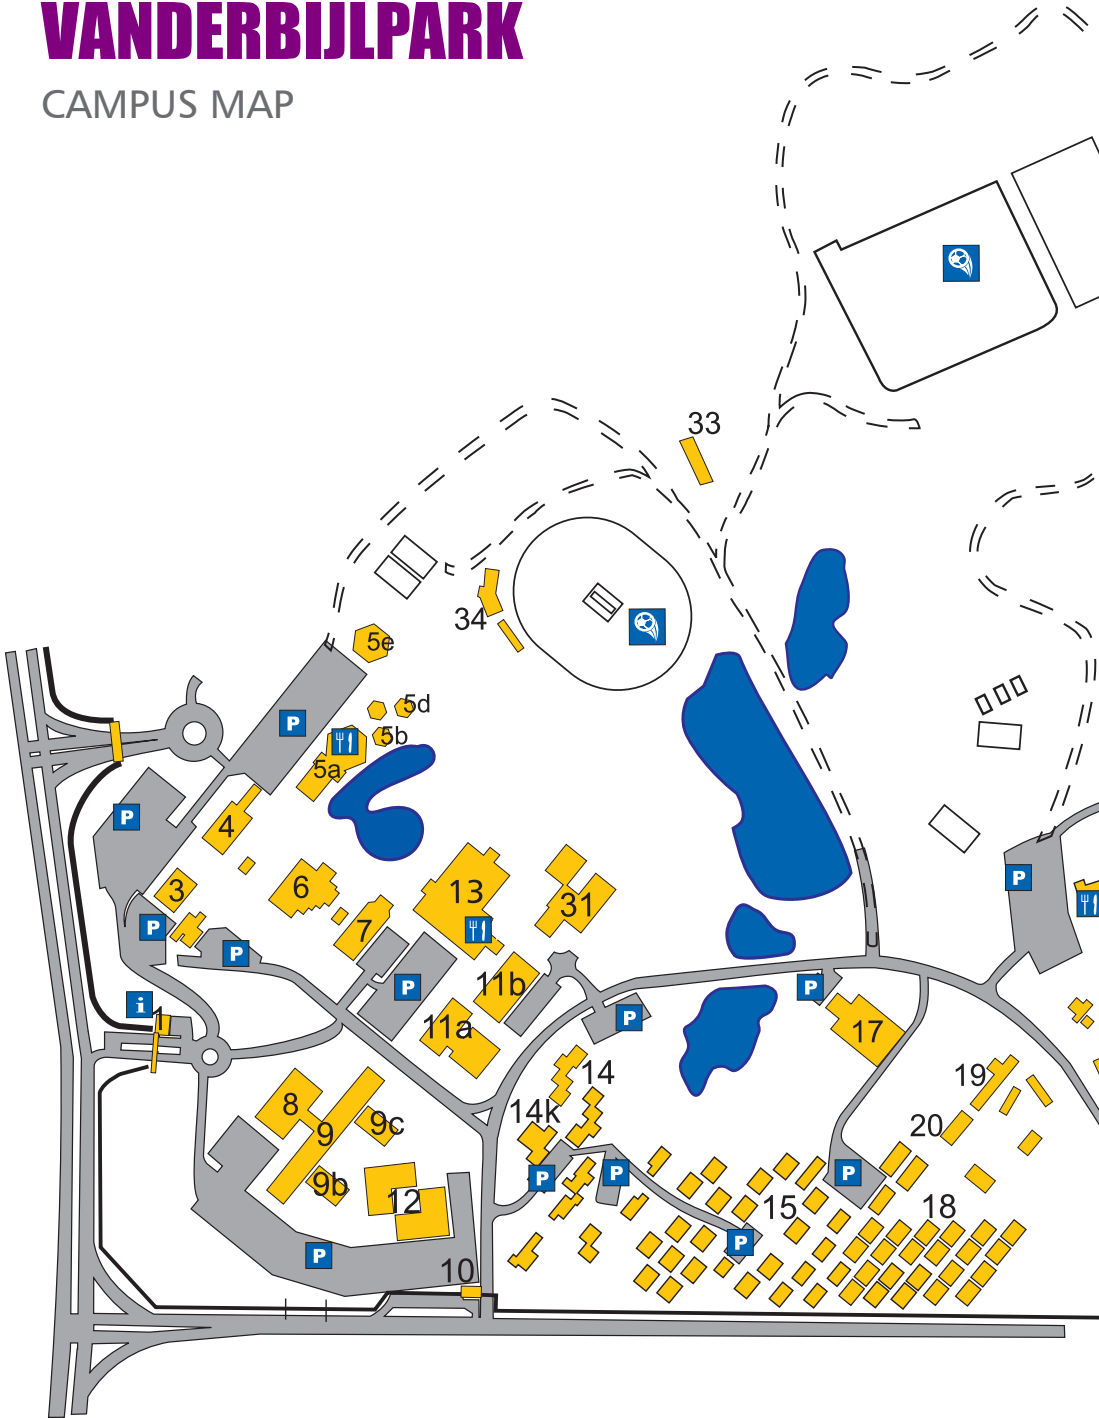 VANDERBIJLPARK
CAMPUS MAP
33
34
5e
5d
P
5b
5a
P
4
3
6
13
31
P
7
P
P
P
11b
i
1
P
P
11a
17
14
19
8
14k
20
9
9c
P
P
P
9b
12
15
18
P
P
10